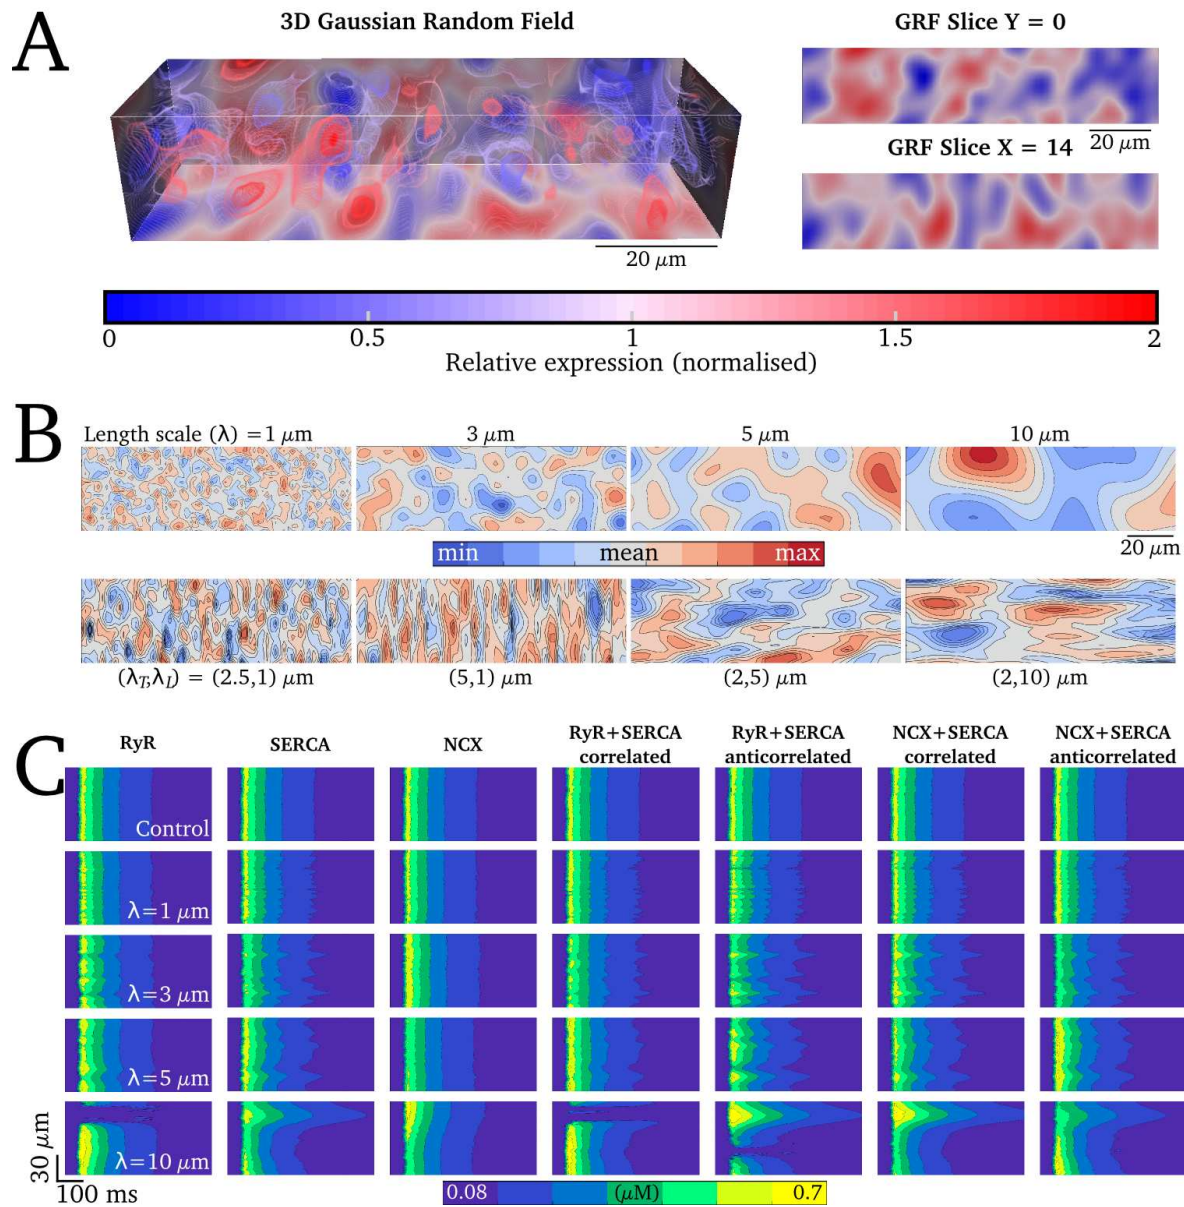 A
3D Gaussian Random Field
GRF Slice Y = 0
20 μm
GRF Slice X = 14
20 μm
0 0.5 1 1.5 2
Relative expression (normalised)
B
Length scale (λ) = 1 μm 3 μm 5 μm 10 μm
min mean max
20 μm
(λT,λL) = (2.5,1) μm (5,1) μm (2,5) μm (2,10) μm
C
RyR SERCA NCX RyR+SERCA correlated RyR+SERCA anticorrelated NCX+SERCA correlated NCX+SERCA anticorrelated
Control
λ=1 μm
λ=3 μm
λ=5 μm
λ=10 μm
30 μm
100 ms
0.08 (μM) 0.7